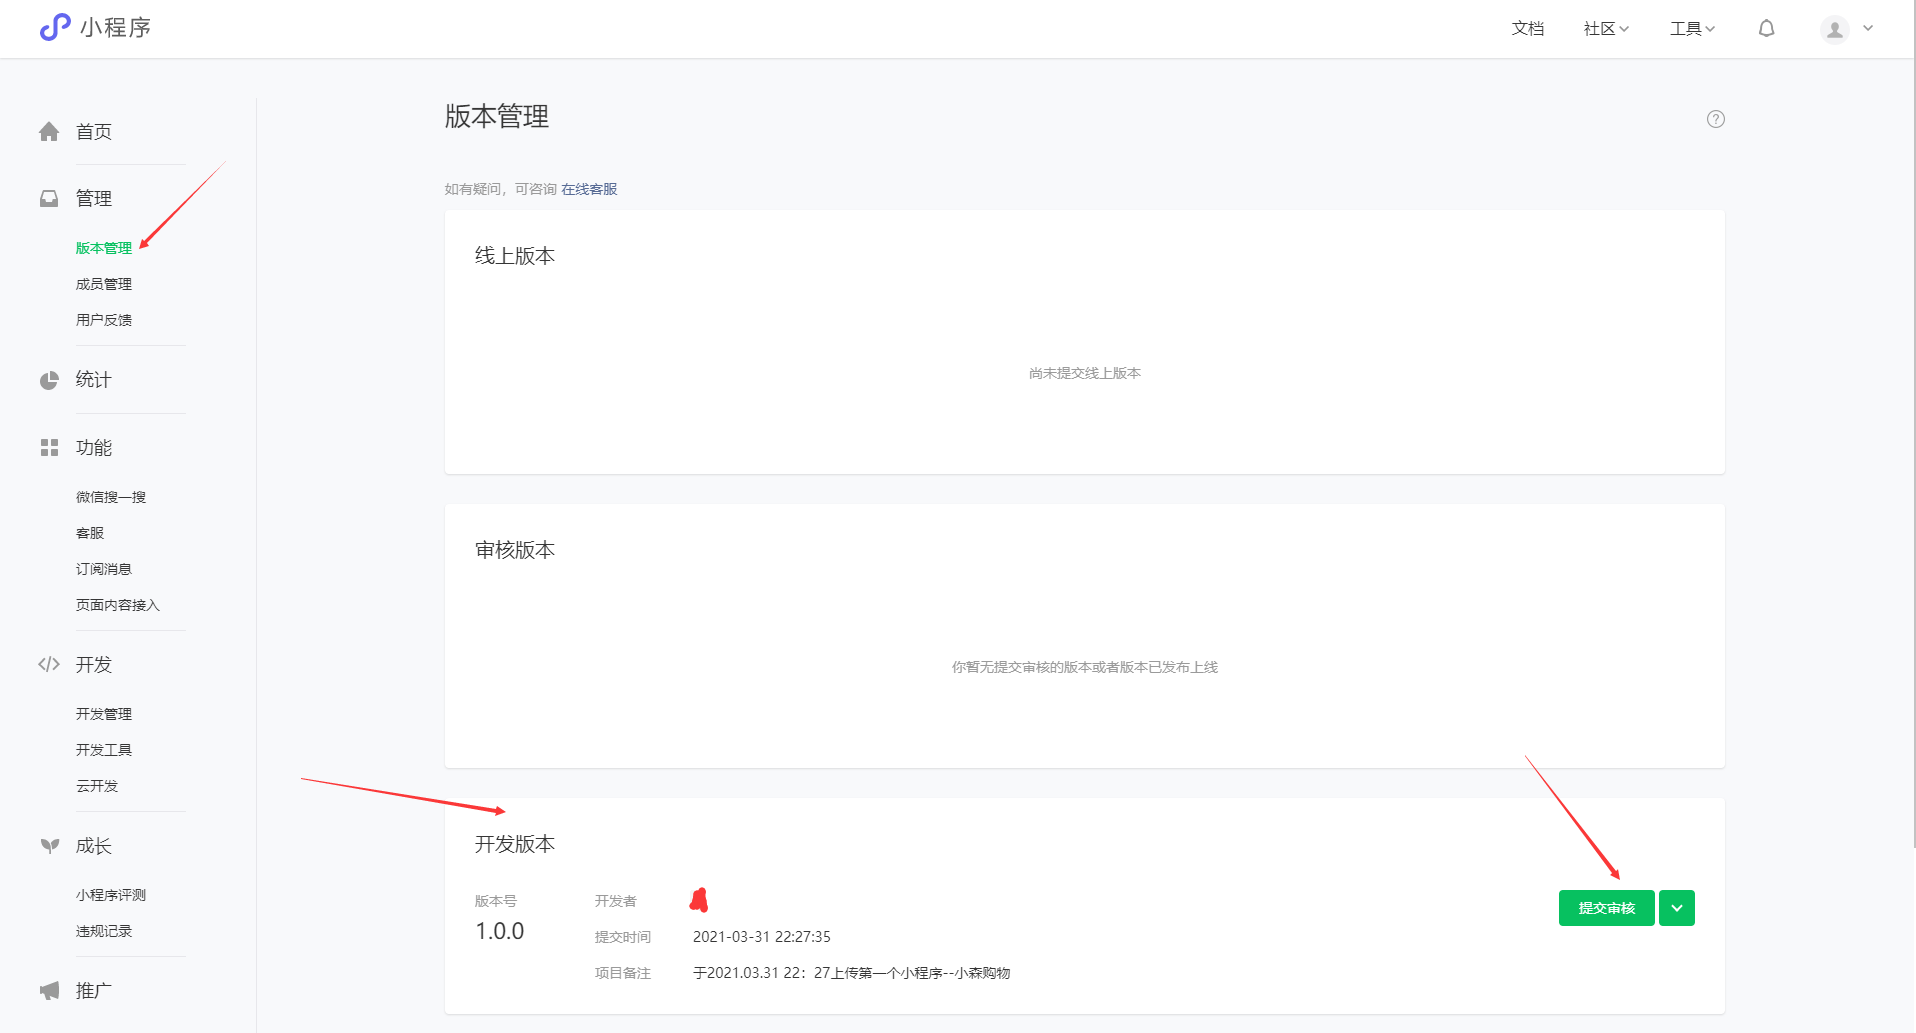 小程序
文档 社区 工具
首页
管理
版本管理
成员管理
用户反馈
统计
功能
微信搜一搜
客服
订阅消息
页面内容接入
开发
开发管理
开发工具
云开发
成长
小程序评测
违规记录
推广
版本管理
?
如有疑问，可咨询 在线客服
线上版本
尚未提交线上版本
审核版本
你暂无提交审核的版本或者版本已发布上线
开发版本
版本号
1.0.0
开发者
提交时间 2021-03-31 22:27:35
项目备注 于2021.03.31 22：27上传第一个小程序--小森购物
提交审核